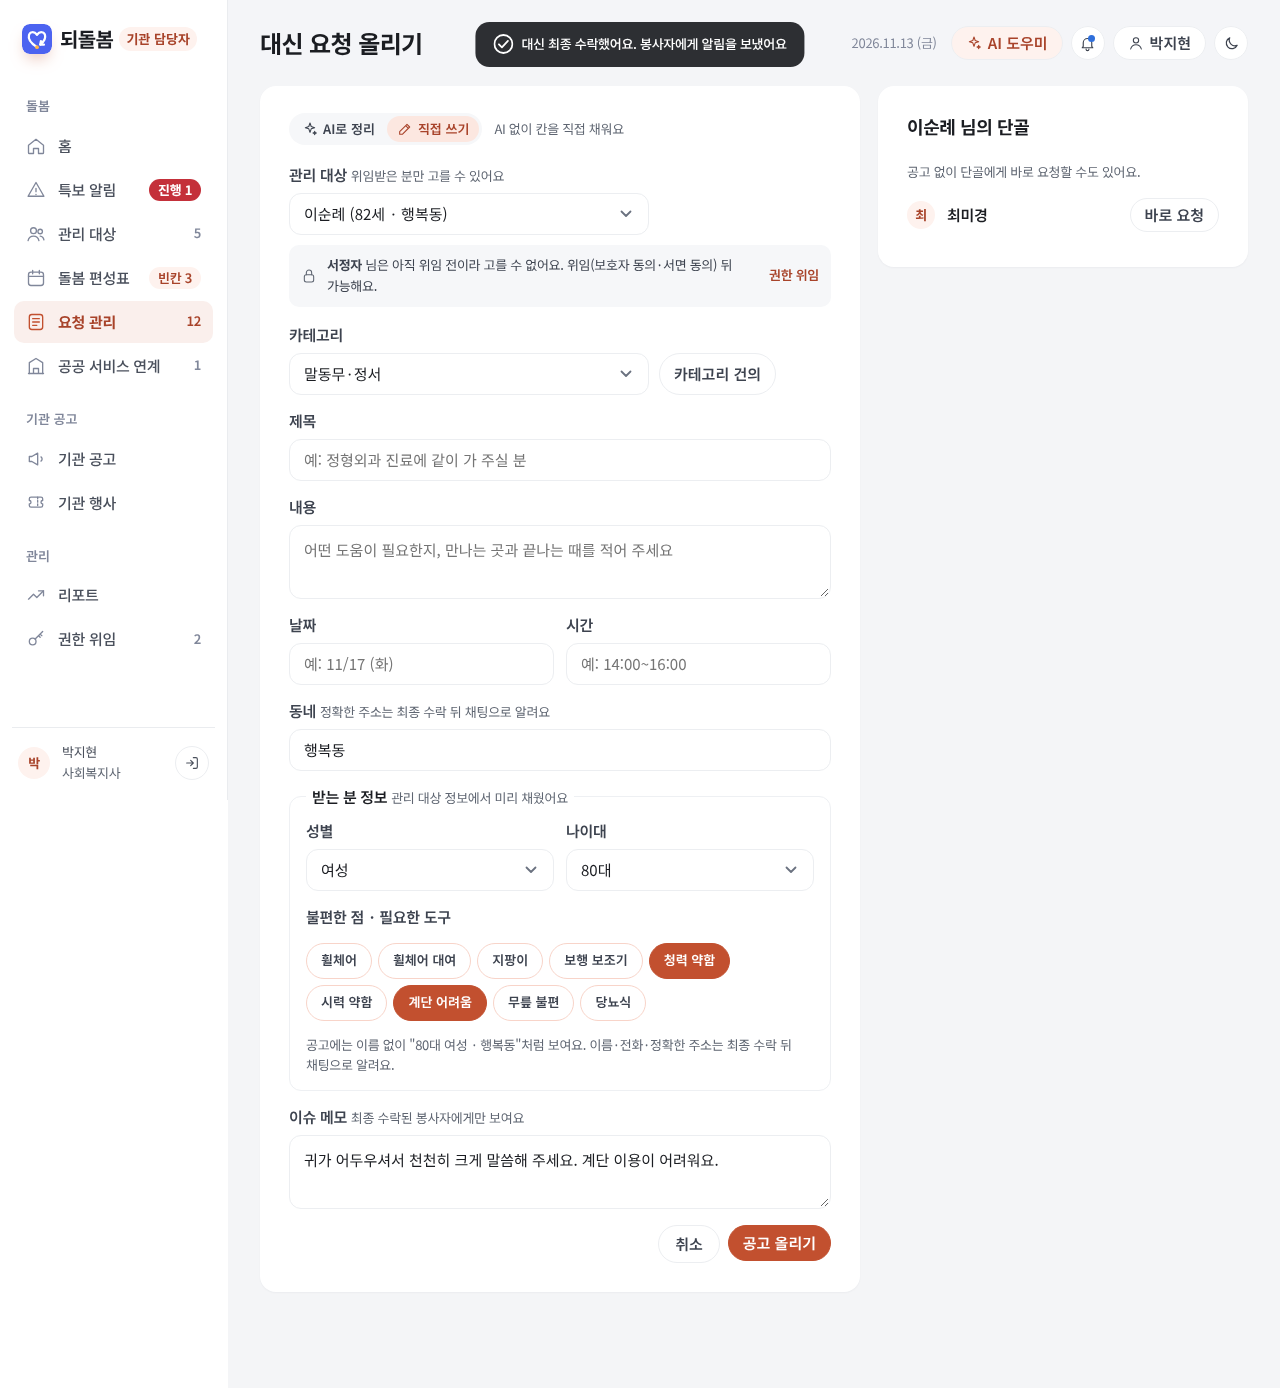 되돌봄 기관 담당자
돌봄
홈
특보 알림 진행 1
관리 대상 5
돌봄 편성표 빈칸 3
요청 관리 12
공공 서비스 연계 1
기관 공고
기관 공고
기관 행사
관리
리포트
권한 위임 2
박 박지현
사회복지사
대신 요청 올리기
대신 최종 수락했어요. 봉사자에게 알림을 보냈어요
2026.11.13 (금) AI 도우미 박지현
AI로 정리 직접 쓰기 AI 없이 칸을 직접 채워요
관리 대상 위임받은 분만 고를 수 있어요
이순례 (82세 · 행복동)
서정자 님은 아직 위임 전이라 고를 수 없어요. 위임(보호자 동의·서면 동의) 뒤
가능해요.
권한 위임
카테고리
말동무·정서 카테고리 건의
제목
예: 정형외과 진료에 같이 가 주실 분
내용
어떤 도움이 필요한지, 만나는 곳과 끝나는 때를 적어 주세요
날짜 시간
예: 11/17 (화) 예: 14:00~16:00
동네 정확한 주소는 최종 수락 뒤 채팅으로 알려요
행복동
받는 분 정보 관리 대상 정보에서 미리 채웠어요
성별 나이대
여성 80대
불편한 점 · 필요한 도구
휠체어 휠체어 대여 지팡이 보행 보조기 청력 약함
시력 약함 계단 어려움 무릎 불편 당뇨식
공고에는 이름 없이 "80대 여성 · 행복동"처럼 보여요. 이름·전화·정확한 주소는 최종 수락 뒤
채팅으로 알려요.
이슈 메모 최종 수락된 봉사자에게만 보여요
귀가 어두우셔서 천천히 크게 말씀해 주세요. 계단 이용이 어려워요.
취소 공고 올리기
이순례 님의 단골
공고 없이 단골에게 바로 요청할 수도 있어요.
최 최미경 바로 요청